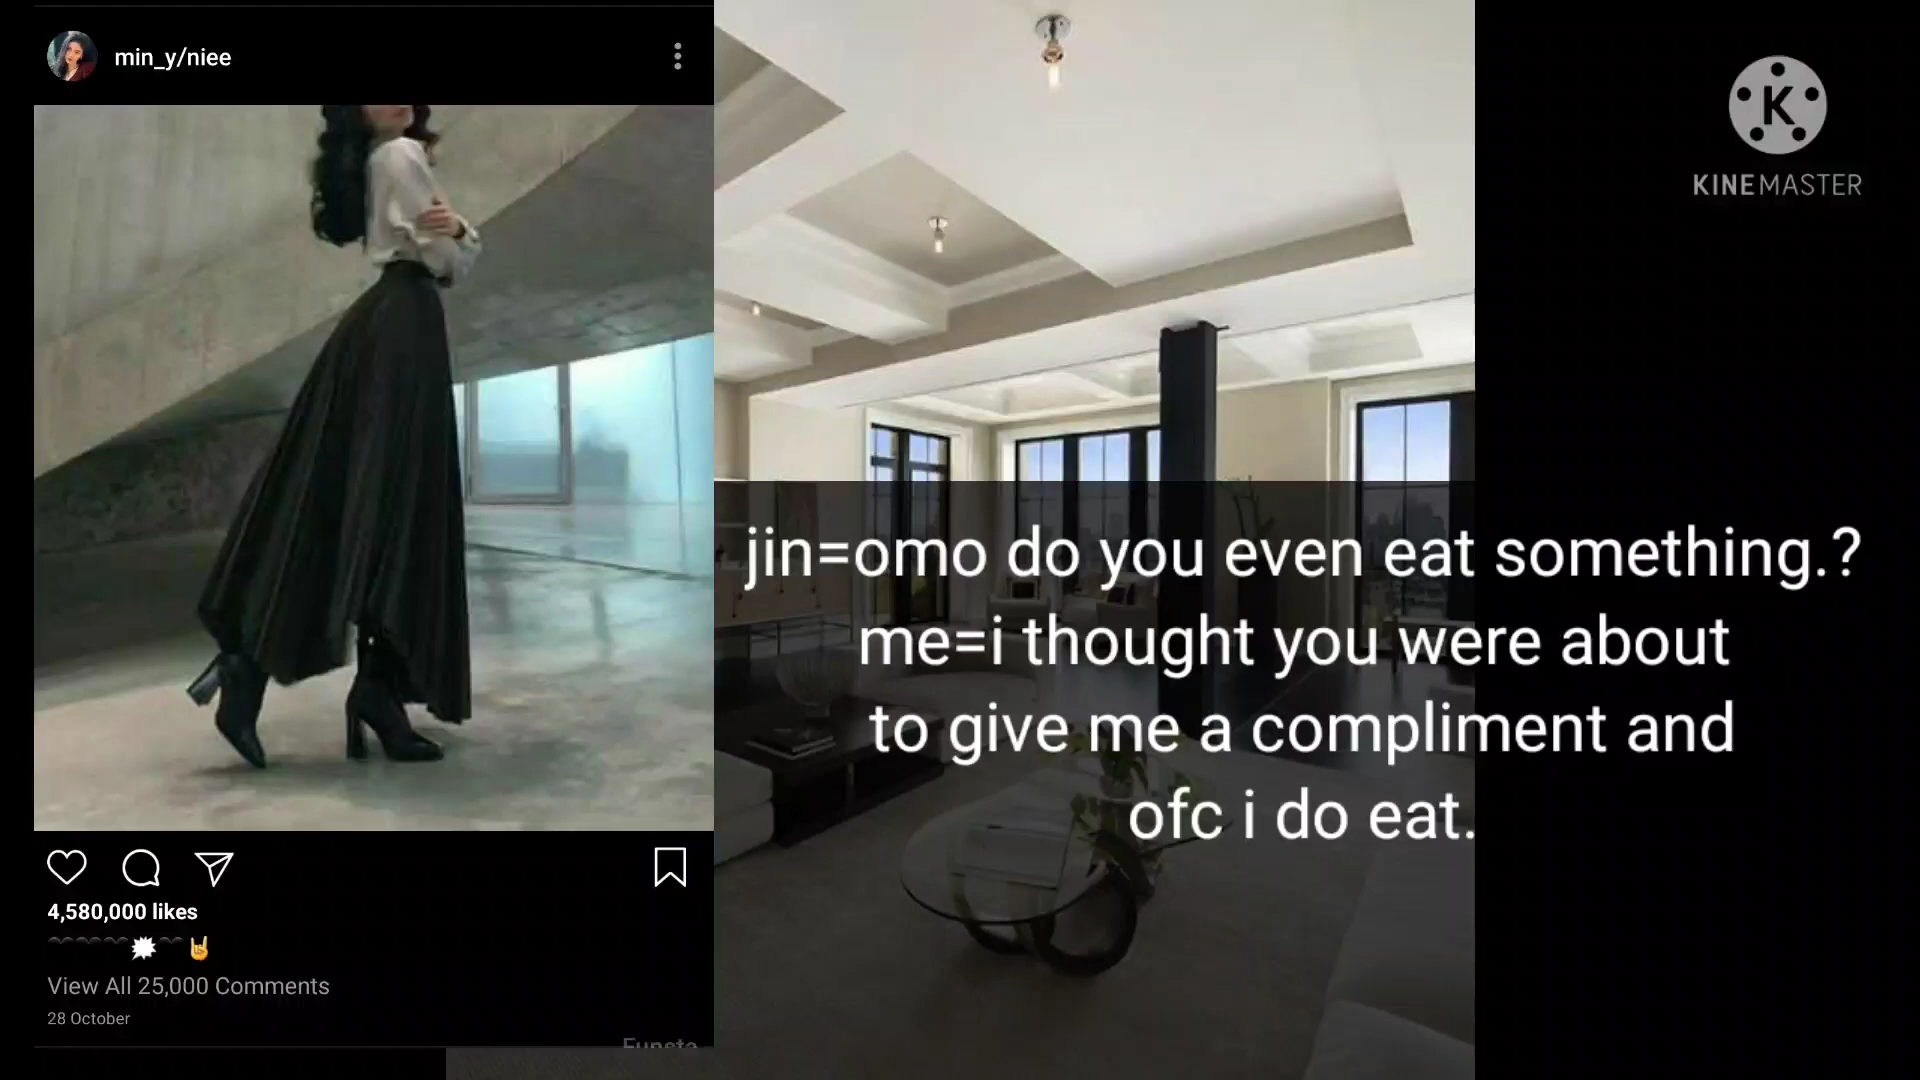 min_y/niee
KINEMASTER
jin=omo do you even eat something.?
me=i thought you were about
to give me a compliment and
ofc i do eat.
4,580,000 likes
View All 25,000 Comments
28 October
Funsta